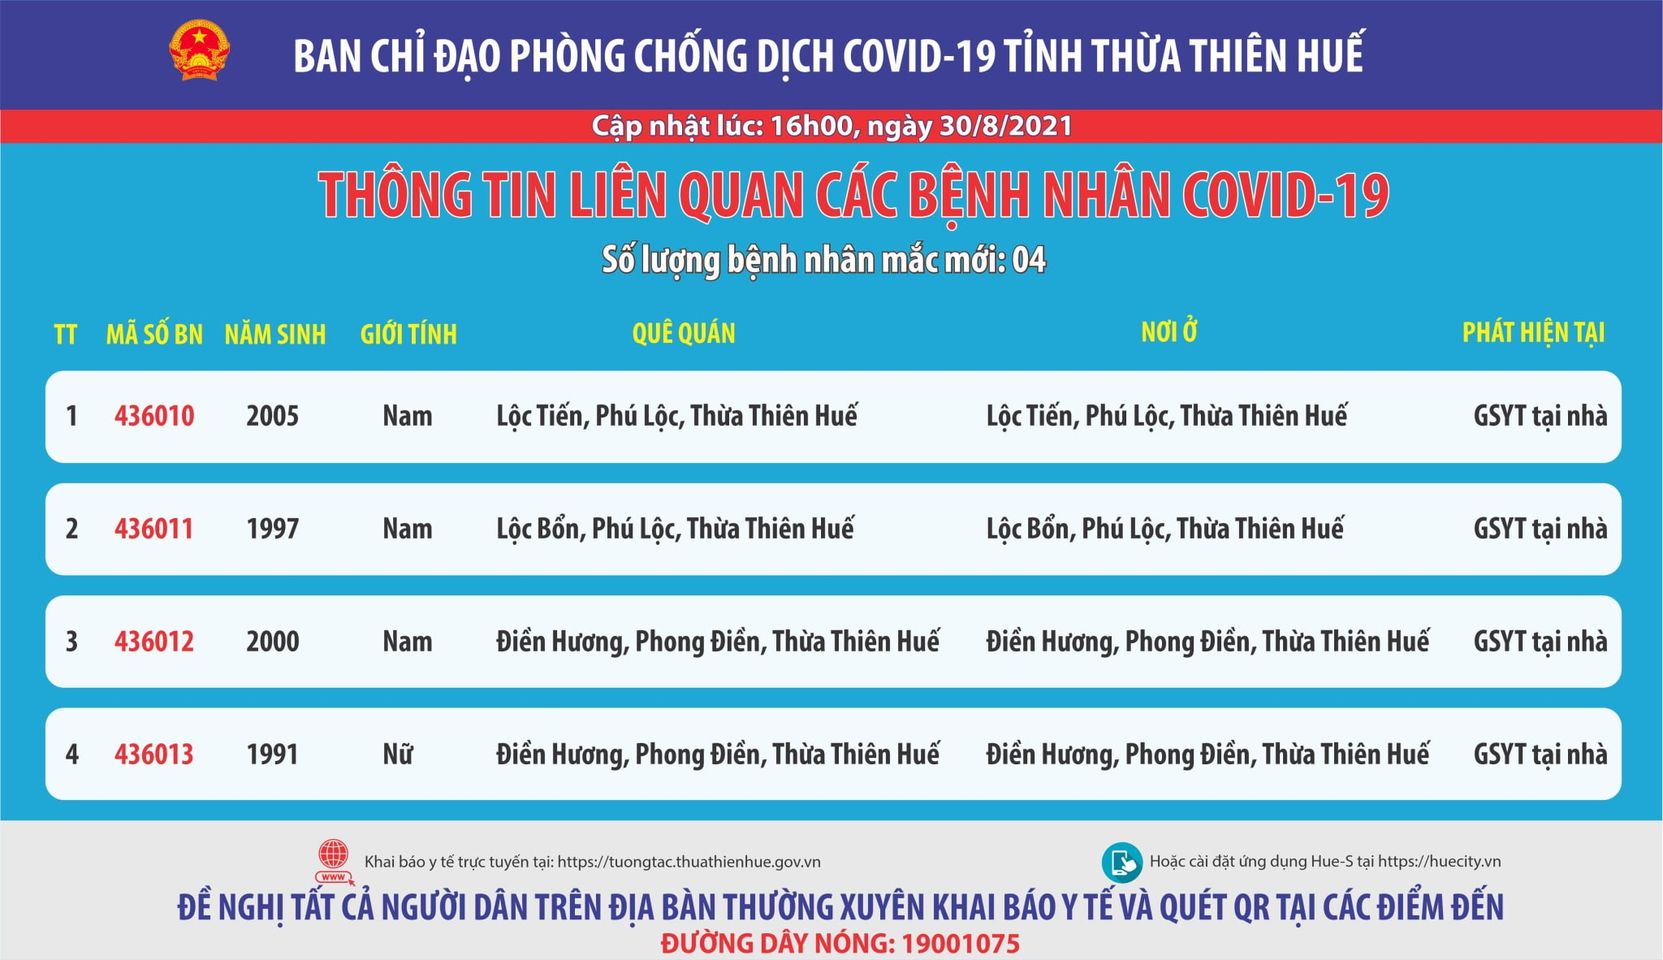 BAN CHỈ ĐẠO PHÒNG CHỐNG DỊCH COVID-19 TỈNH THỪA THIÊN HUẾ
Cập nhật lúc: 16h00, ngày 30/8/2021
THÔNG TIN LIÊN QUAN CÁC BỆNH NHÂN COVID-19
Số lượng bệnh nhân mắc mới: 04
TT MÃ SỐ BN NĂM SINH GIỚI TÍNH QUÊ QUÁN NƠI Ở PHÁT HIỆN TẠI
1 436010 2005 Nam Lộc Tiến, Phú Lộc, Thừa Thiên Huế Lộc Tiến, Phú Lộc, Thừa Thiên Huế GSYT tại nhà
2 436011 1997 Nam Lộc Bổn, Phú Lộc, Thừa Thiên Huế Lộc Bổn, Phú Lộc, Thừa Thiên Huế GSYT tại nhà
3 436012 2000 Nam Điền Hương, Phong Điền, Thừa Thiên Huế Điền Hương, Phong Điền, Thừa Thiên Huế GSYT tại nhà
4 436013 1991 Nữ Điền Hương, Phong Điền, Thừa Thiên Huế Điền Hương, Phong Điền, Thừa Thiên Huế GSYT tại nhà
WWW Khai báo y tế trực tuyến tại: https://tuongtac.thuathienhue.gov.vn Hoặc cài đặt ứng dụng Hue-S tại https://huecity.vn
ĐỀ NGHỊ TẤT CẢ NGƯỜI DÂN TRÊN ĐỊA BÀN THƯỜNG XUYÊN KHAI BÁO Y TẾ VÀ QUÉT QR TẠI CÁC ĐIỂM ĐẾN
ĐƯỜNG DÂY NÓNG: 19001075